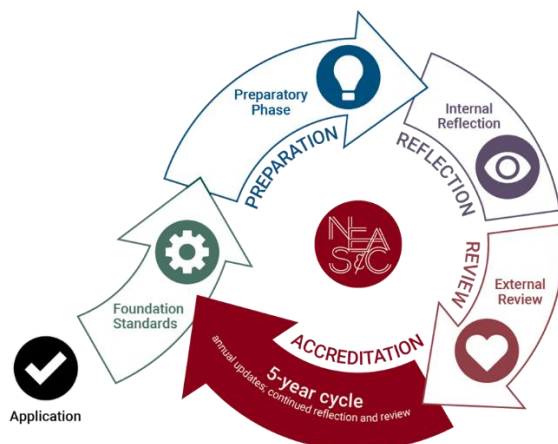 Preparatory
Phase
PREPARATION
Internal
Reflection
REFLECTION
NEA
S&C
REVIEW
External
Review
Foundation
Standards
ACCREDITATION
5-year cycle
annual updates; continued reflection and review
Application